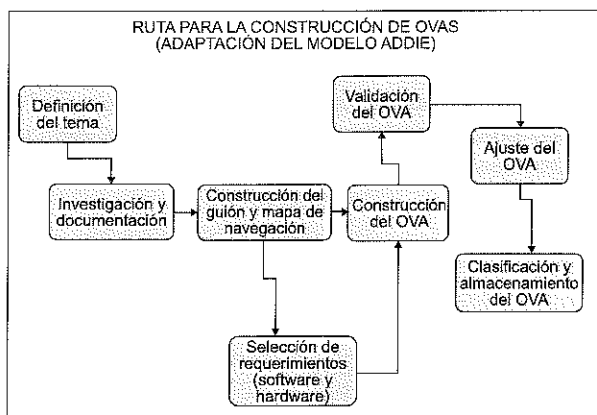 RUTA PARA LA CONSTRUCCIÓN DE OVAS
(ADAPTACIÓN DEL MODELO ADDIE)
Definición
del tema
Investigación y
documentación
Construcción del
guión y mapa de
navegación
Selección de
requerimientos
(software y
hardware)
Construcción
del OVA
Validación
del OVA
Ajuste del
OVA
Clasificación y
almacenamiento
del OVA